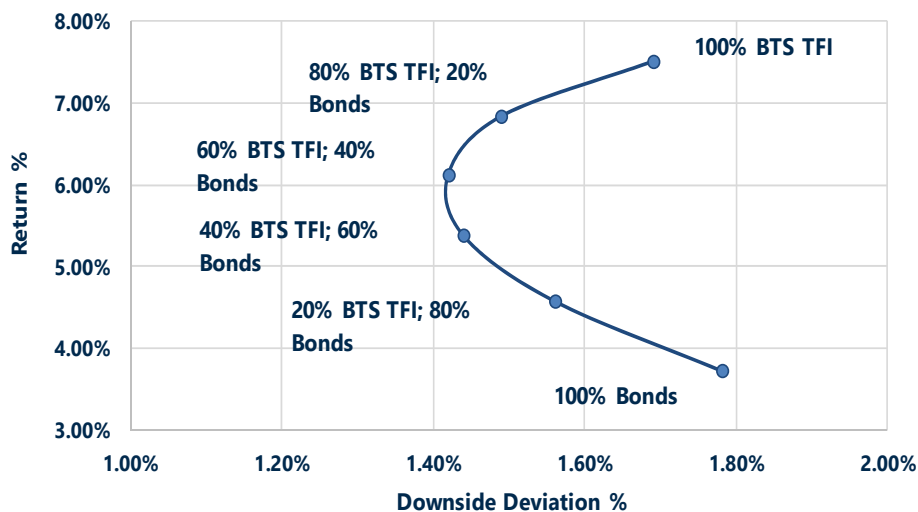 8.00%
100% BTS TFI
80% BTS TFI; 20%
Bonds
7.00%
60% BTS TFI; 40%
Bonds
6.00%
40% BTS TFI; 60%
Bonds
5.00%
20% BTS TFI; 80%
Bonds
4.00%
100% Bonds
3.00%
Return %
1.00% 1.20% 1.40% 1.60% 1.80% 2.00%
Downside Deviation %